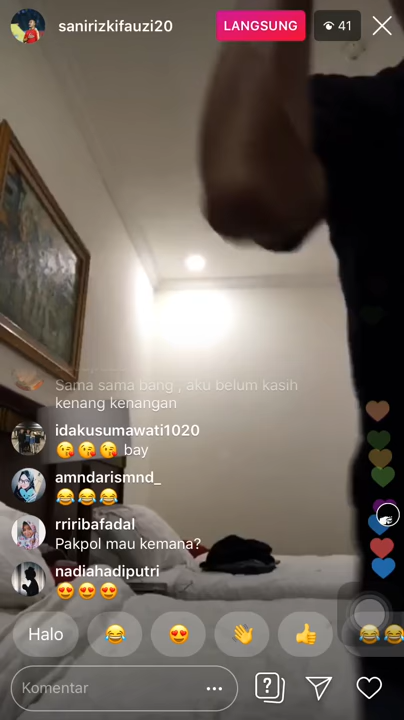 sanirizkifauzi20
LANGSUNG
41
Sama sama bang , aku belum kasih
kenang kenangan
idakusumawati1020
😘😘😘 bay
amndarismnd_
😂😂😂
rriribafadal
Pakpol mau kemana?
nadiahadiputri
😍😍😍
Halo 😂 😍 👋 👍 😂😂
Komentar